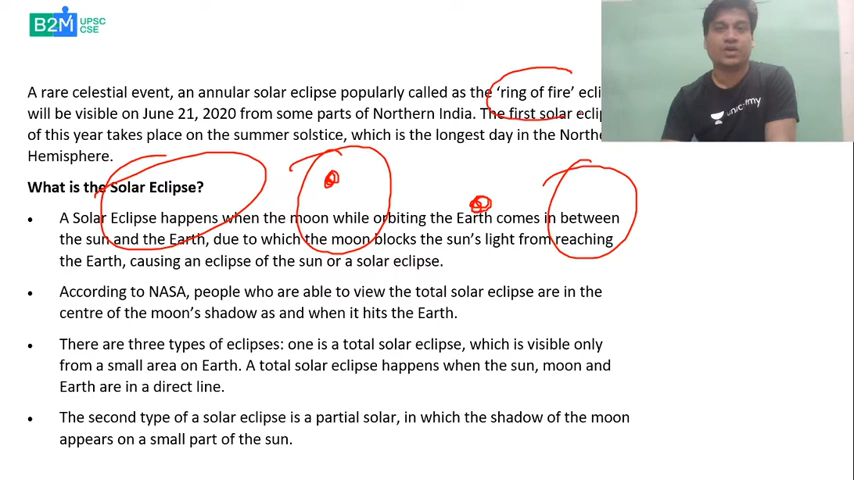 B2M UPSC
CSE
A rare celestial event, an annular solar eclipse popularly called as the ‘ring of fire’ ecli
will be visible on June 21, 2020 from some parts of Northern India. The first solar eclip
of this year takes place on the summer solstice, which is the longest day in the Northe
Hemisphere.
What is the Solar Eclipse?
• A Solar Eclipse happens when the moon while orbiting the Earth comes in between
the sun and the Earth, due to which the moon blocks the sun’s light from reaching
the Earth, causing an eclipse of the sun or a solar eclipse.
• According to NASA, people who are able to view the total solar eclipse are in the
centre of the moon’s shadow as and when it hits the Earth.
• There are three types of eclipses: one is a total solar eclipse, which is visible only
from a small area on Earth. A total solar eclipse happens when the sun, moon and
Earth are in a direct line.
• The second type of a solar eclipse is a partial solar, in which the shadow of the moon
appears on a small part of the sun.